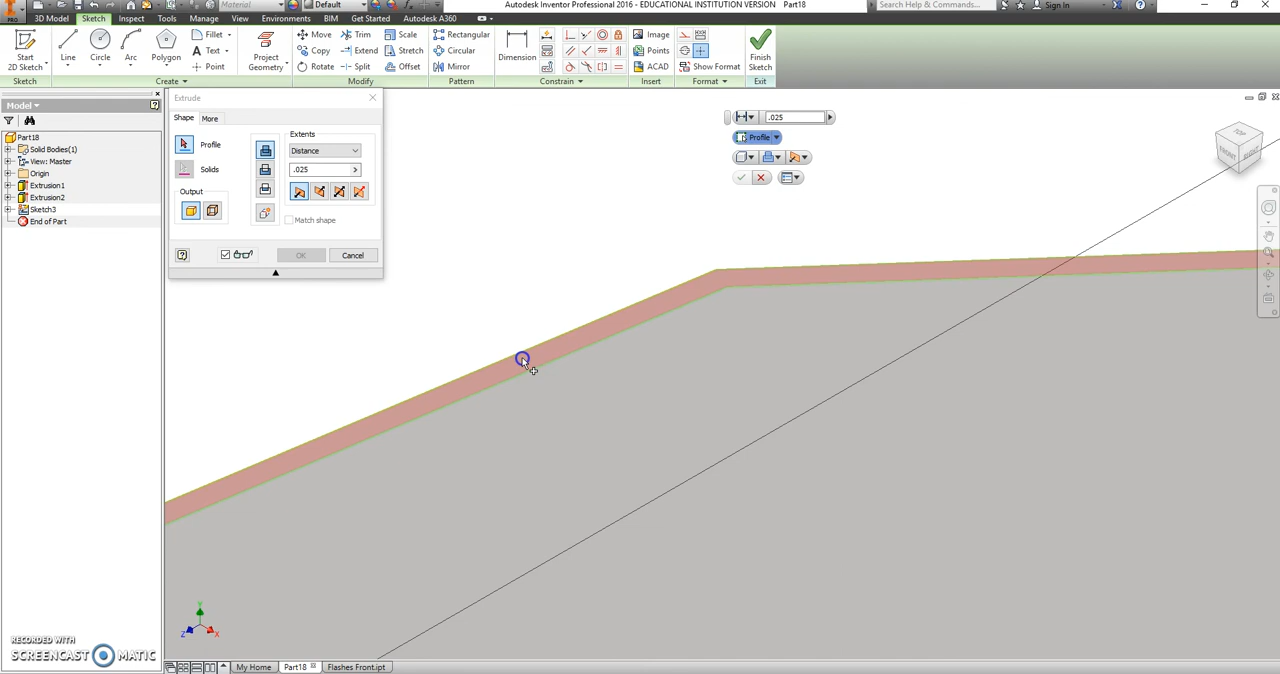 Material
Default
Autodesk Inventor Professional 2016 - EDUCATIONAL INSTITUTION VERSION Part18
Search Help & Commands...
Sign In
PRO
3D Model Sketch Inspect Tools Manage View Environments BIM Get Started Autodesk A360
Start
2D Sketch
Line
Circle
Arc
Polygon
Fillet
Text
Point
Project
Geometry
Move Trim Scale
Copy Extend Stretch
Rotate Split Offset
Rectangular
Circular
Mirror
Dimension
Image
Points
ACAD
Show Format
Finish
Sketch
Sketch Create Modify Pattern Constrain Insert Format Exit
Model
Part18
Solid Bodies(1)
View: Master
Origin
Extrusion1
Extrusion2
Sketch3
End of Part
Extrude
Shape More
Profile
Solids
Output
Extents
Distance
.025
Match shape
OK Cancel
.025
Profile
TOP
FRONT
RIGHT
Y
Z
X
RECORDED WITH
SCREENCAST MATIC
My Home Part18 Flashes Front.ipt